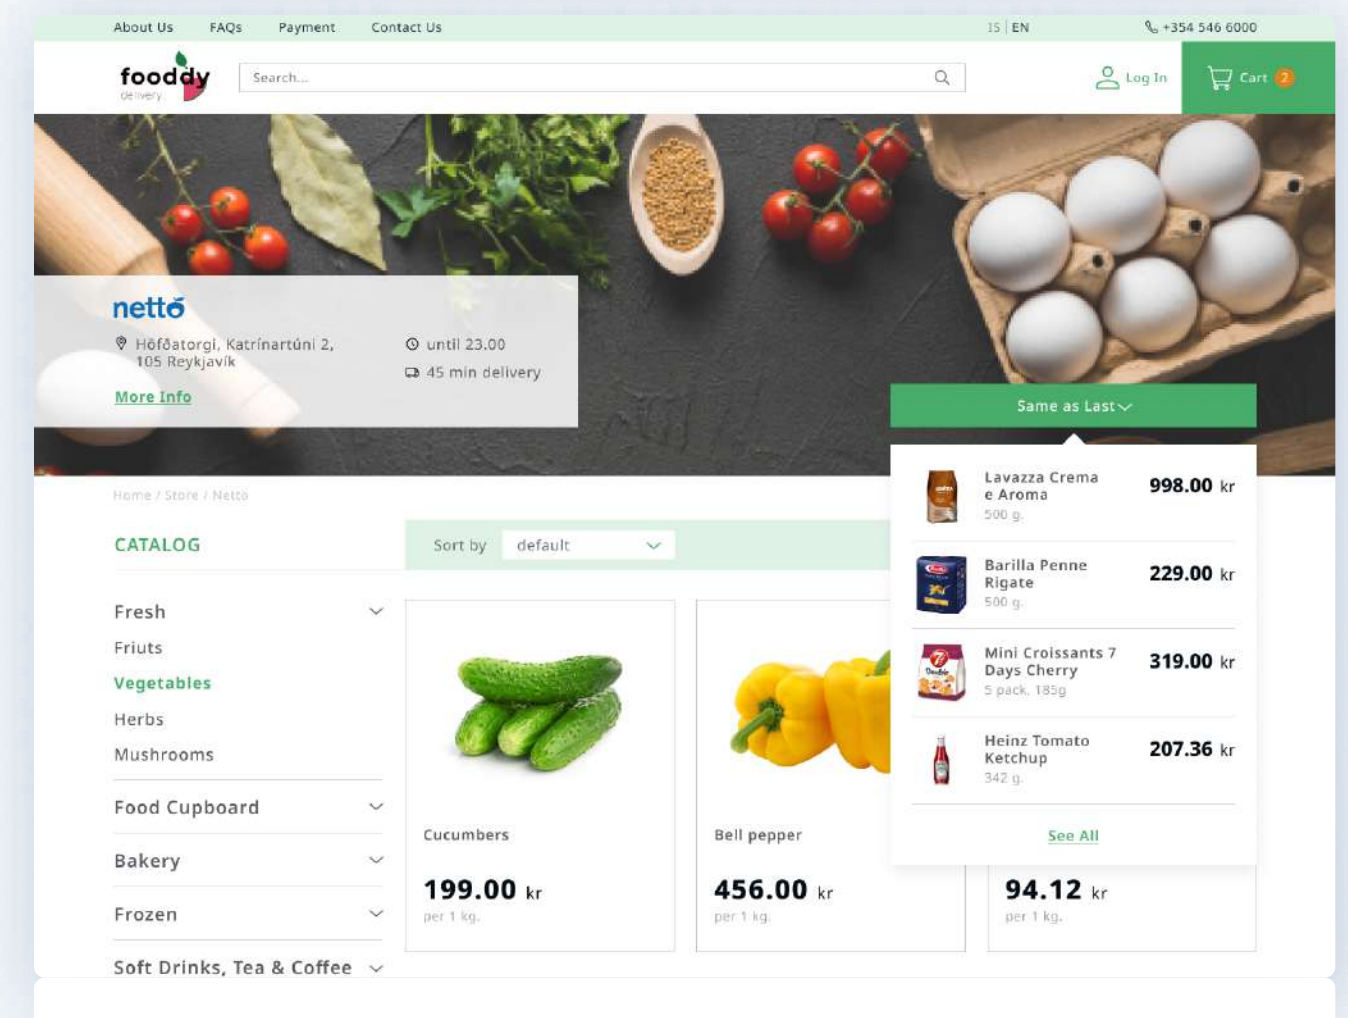 About Us FAQs Payment Contact Us IS | EN +354 546 6000
fooddy
delivery.
Search...
Log In
Cart 2
nettó
Höfðatorgi, Katrínartúni 2,
105 Reykjavík
until 23.00
45 min delivery
More Info
Same as Last
Lavazza Crema
e Aroma
500 g.
998.00 kr
Barilla Penne
Rigate
500 g.
229.00 kr
Mini Croissants 7
Days Cherry
5 pack, 185g
319.00 kr
Heinz Tomato
Ketchup
342 g.
207.36 kr
See All
Home / Store / Netto
CATALOG
Sort by default
Fresh
Friuts
Vegetables
Herbs
Mushrooms
Food Cupboard
Bakery
Frozen
Soft Drinks, Tea & Coffee
Cucumbers
199.00 kr
per 1 kg.
Bell pepper
456.00 kr
per 1 kg.
94.12 kr
per 1 kg.